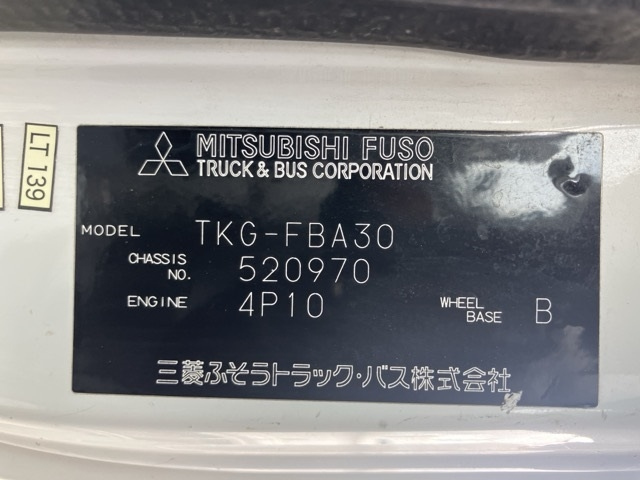 LT 139
MITSUBISHI FUSO
TRUCK & BUS CORPORATION
MODEL TKG-FBA30
CHASSIS NO. 520970
ENGINE 4P10 WHEEL BASE B
三菱ふそうトラック・バス株式会社